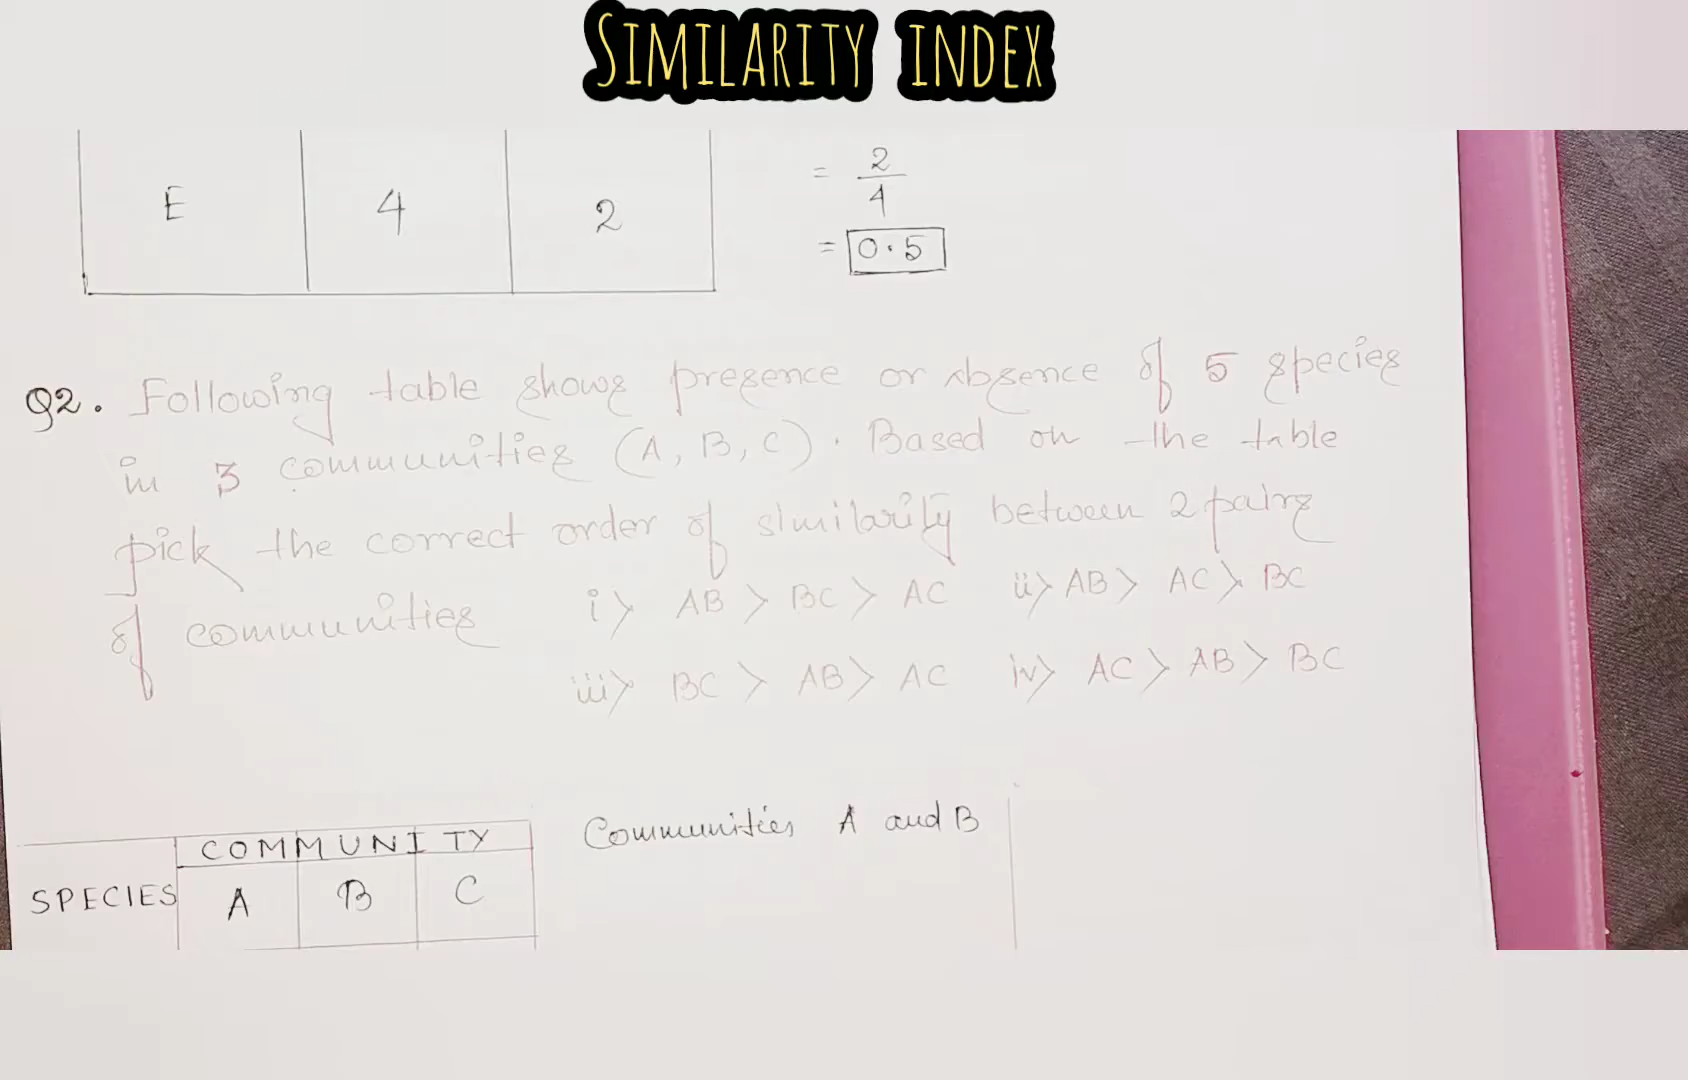 SIMILARITY INDEX
E 4 2
= 2/4
= 0.5
Q2. Following table shows presence or absence of 5 species
in 3 communities (A, B, C). Based on the table
pick the correct order of similarity between 2 pairs
of communities i> AB > BC > AC ii> AB > AC > BC
iii> BC > AB > AC iv> AC > AB > BC
Communities A and B
COMMUNITY
SPECIES A B C